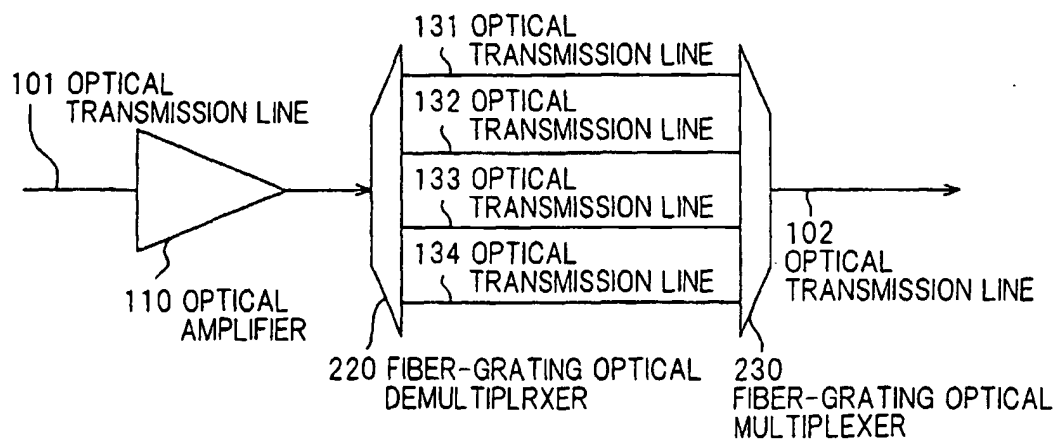 131 OPTICAL
TRANSMISSION LINE
101 OPTICAL
TRANSMISSION LINE
132 OPTICAL
TRANSMISSION LINE
133 OPTICAL
TRANSMISSION LINE
134 OPTICAL
TRANSMISSION LINE
102
OPTICAL
TRANSMISSION LINE
110 OPTICAL
AMPLIFIER
220 FIBER-GRATING OPTICAL
DEMULTIPLRXER
230
FIBER-GRATING OPTICAL
MULTIPLEXER